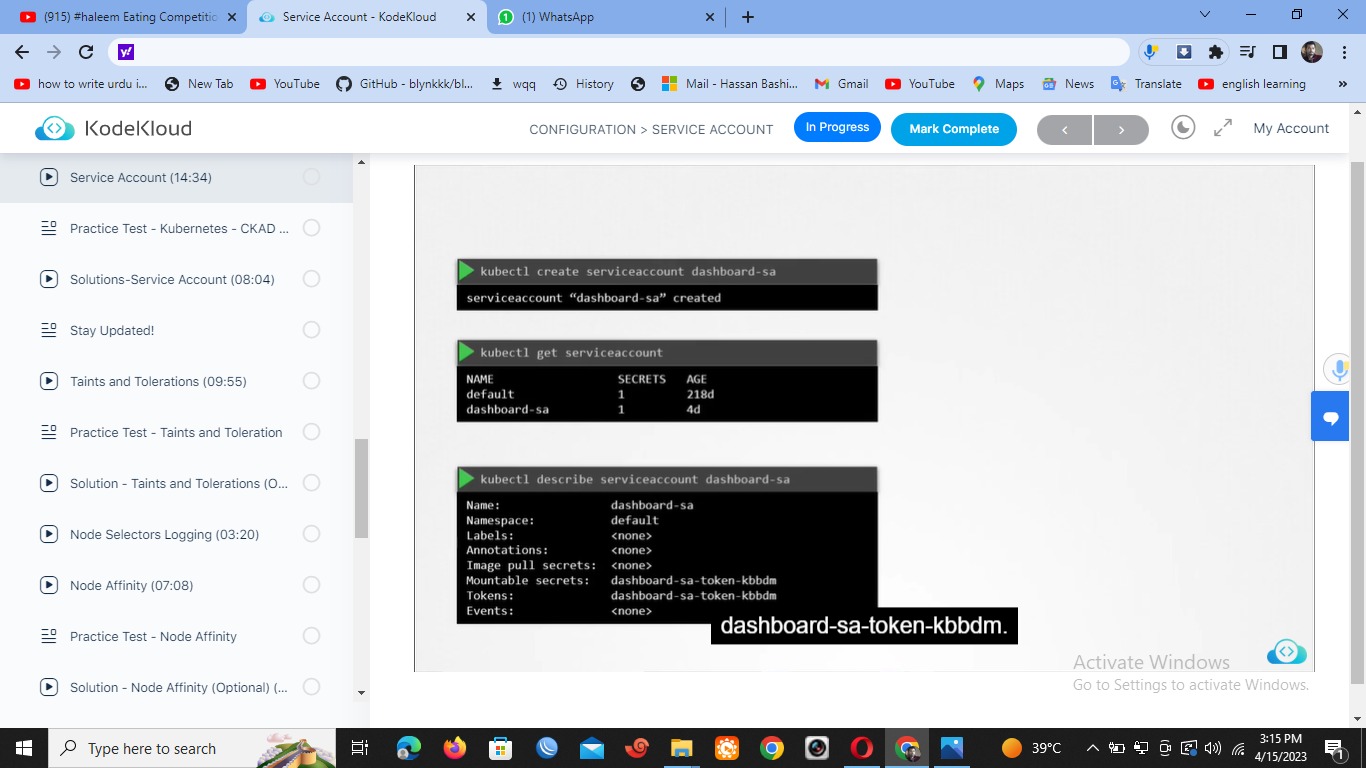 (915) #haleem Eating Competitio
Service Account - KodeKloud
(1) WhatsApp
how to write urdu i...
New Tab
YouTube
GitHub - blynkkk/bl...
wqq
History
Mail - Hassan Bashi...
Gmail
YouTube
Maps
News
Translate
english learning
»
KodeKloud
CONFIGURATION > SERVICE ACCOUNT
In Progress
Mark Complete
My Account
Service Account (14:34)
Practice Test - Kubernetes - CKAD ...
Solutions-Service Account (08:04)
Stay Updated!
Taints and Tolerations (09:55)
Practice Test - Taints and Toleration
Solution - Taints and Tolerations (O...
Node Selectors Logging (03:20)
Node Affinity (07:08)
Practice Test - Node Affinity
Solution - Node Affinity (Optional) (...
kubectl create serviceaccount dashboard-sa
serviceaccount “dashboard-sa” created
kubectl get serviceaccount
NAME SECRETS AGE
default 1 218d
dashboard-sa 1 4d
kubectl describe serviceaccount dashboard-sa
Name: dashboard-sa
Namespace: default
Labels: <none>
Annotations: <none>
Image pull secrets: <none>
Mountable secrets: dashboard-sa-token-kbbdm
Tokens: dashboard-sa-token-kbbdm
Events: <none>
dashboard-sa-token-kbbdm.
Activate Windows
Go to Settings to activate Windows.
Type here to search
39°C
3:15 PM
4/15/2023
1